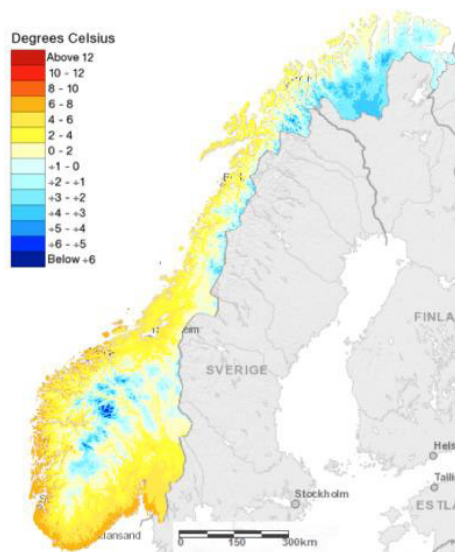 Degrees Celsius
Above 12
10 - 12
8 - 10
6 - 8
4 - 6
2 - 4
0 - 2
÷1 - 0
÷2 - ÷1
÷3 - ÷2
÷4 - ÷3
÷5 - ÷4
÷6 - ÷5
Below ÷6
FINLA
SVERIGE
Hels
Tallin
Stockholm
ESTLA
iansand
0 150 300km